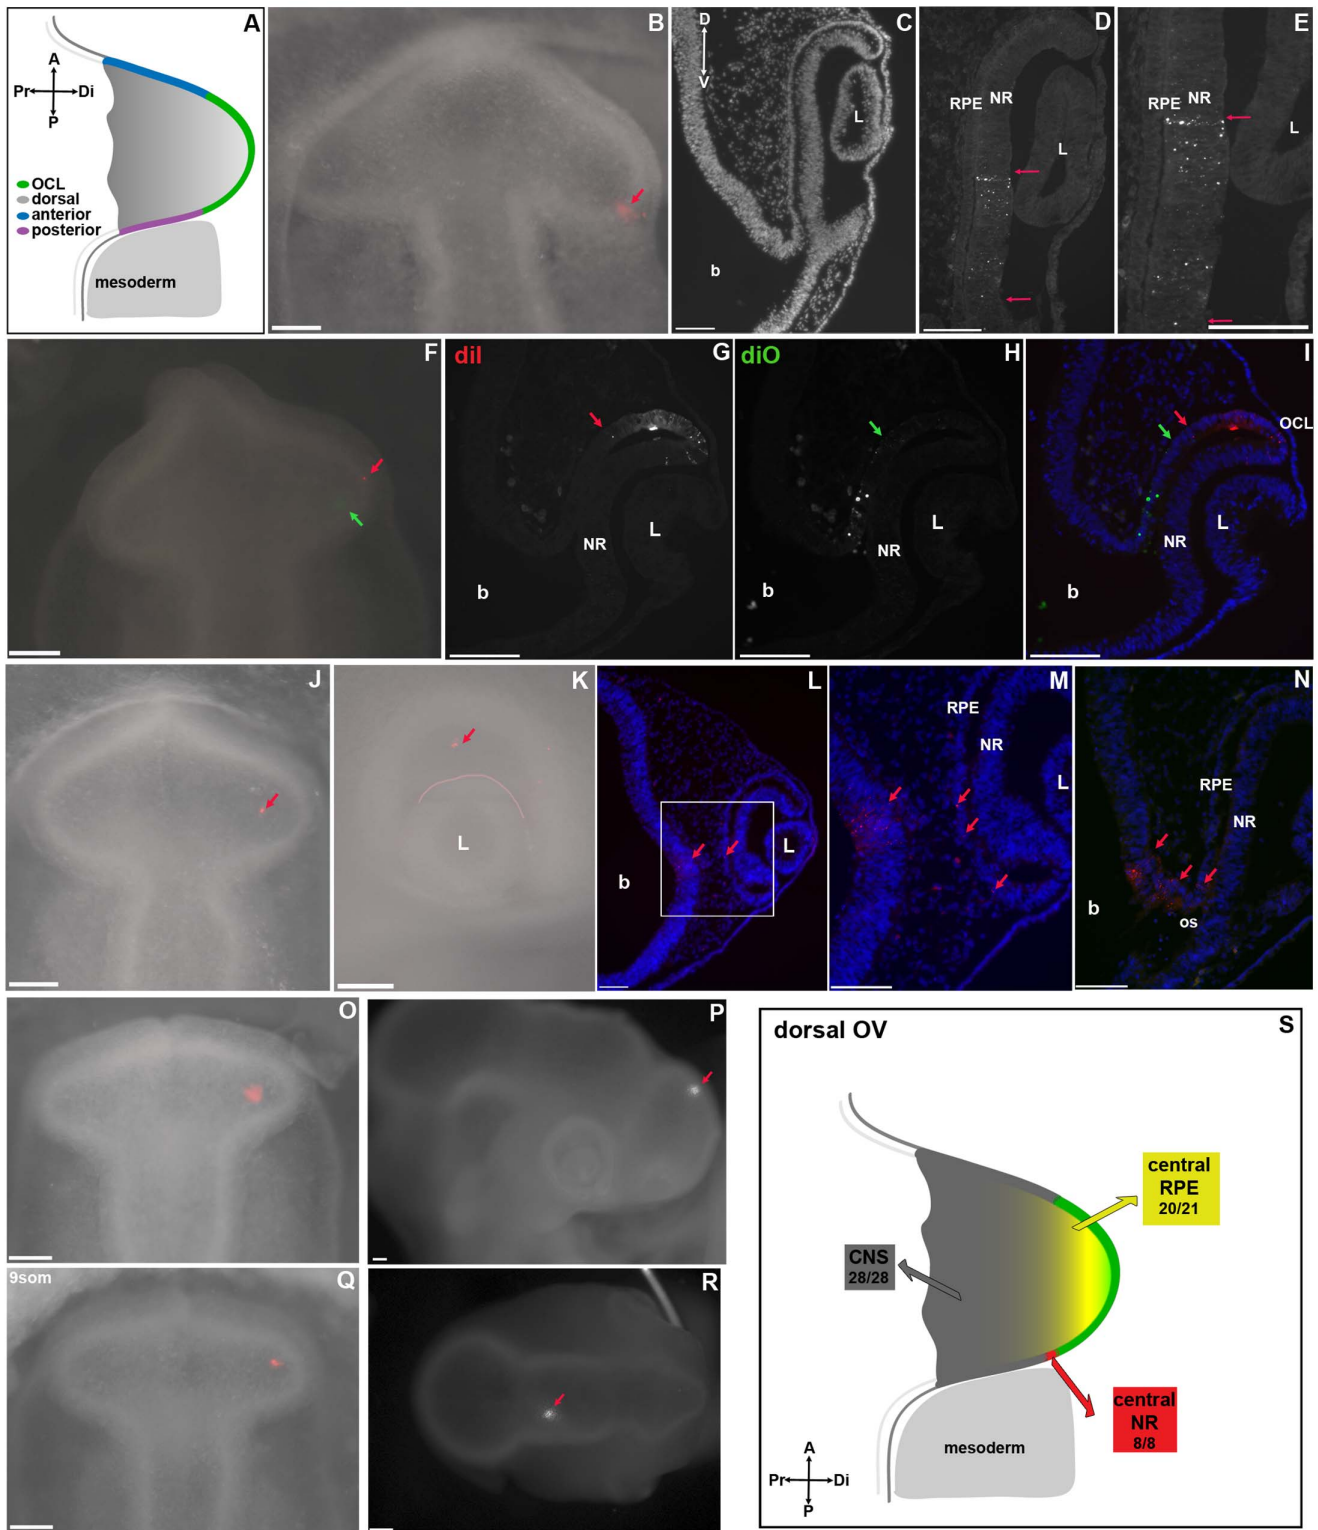 A
A
Pr
Di
P
OCL
dorsal
anterior
posterior
mesoderm
B
D
V
C
L
b
D
RPE NR
L
E
RPE NR
L
F
diI
G
NR
L
b
diO
H
NR
L
b
I
OCL
L
NR
b
J
K
L
L
L
b
M
RPE
NR
L
N
RPE
NR
b
os
O
P
9som
Q
R
dorsal OV
S
central
RPE
20/21
CNS
28/28
central
NR
8/8
mesoderm
A
Pr
Di
P